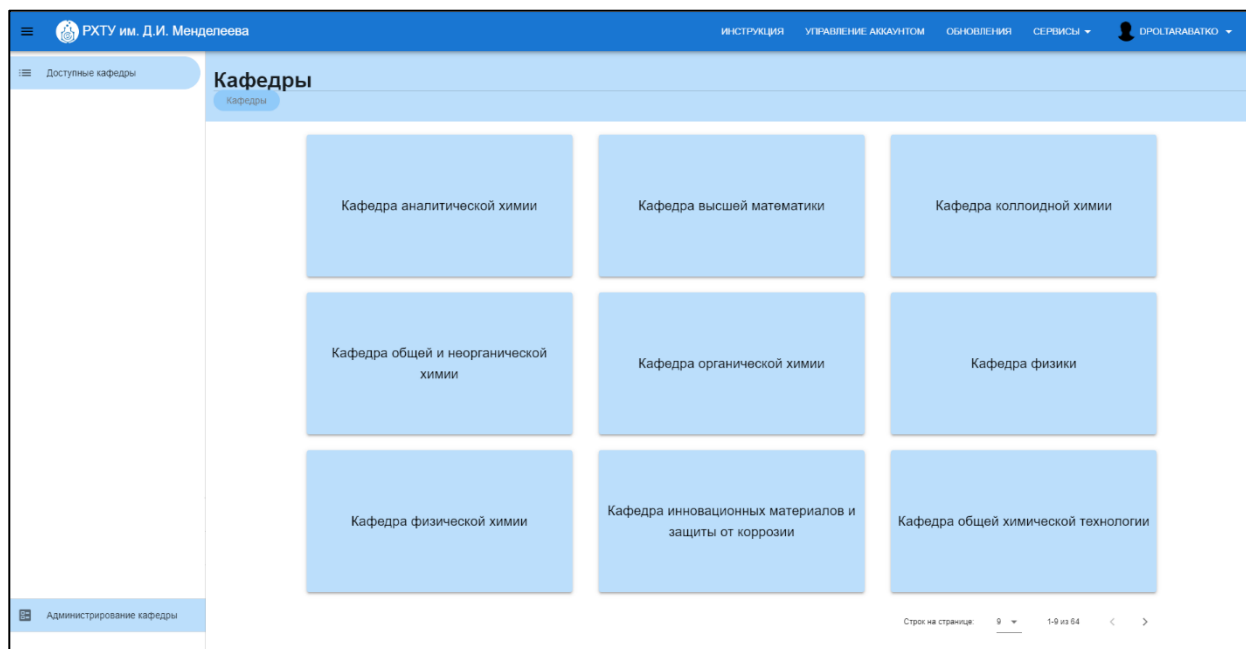 РХТУ им. Д.И. Менделеева
ИНСТРУКЦИЯ УПРАВЛЕНИЕ АККАУНТОМ ОБНОВЛЕНИЯ СЕРВИСЫ DPOLTARABATKO
Доступные кафедры
Кафедры
Кафедры
Кафедра аналитической химии
Кафедра высшей математики
Кафедра коллоидной химии
Кафедра общей и неорганической
химии
Кафедра органической химии
Кафедра физики
Кафедра физической химии
Кафедра инновационных материалов и
защиты от коррозии
Кафедра общей химической технологии
Администрирование кафедры
Строк на странице: 9 1-9 из 64